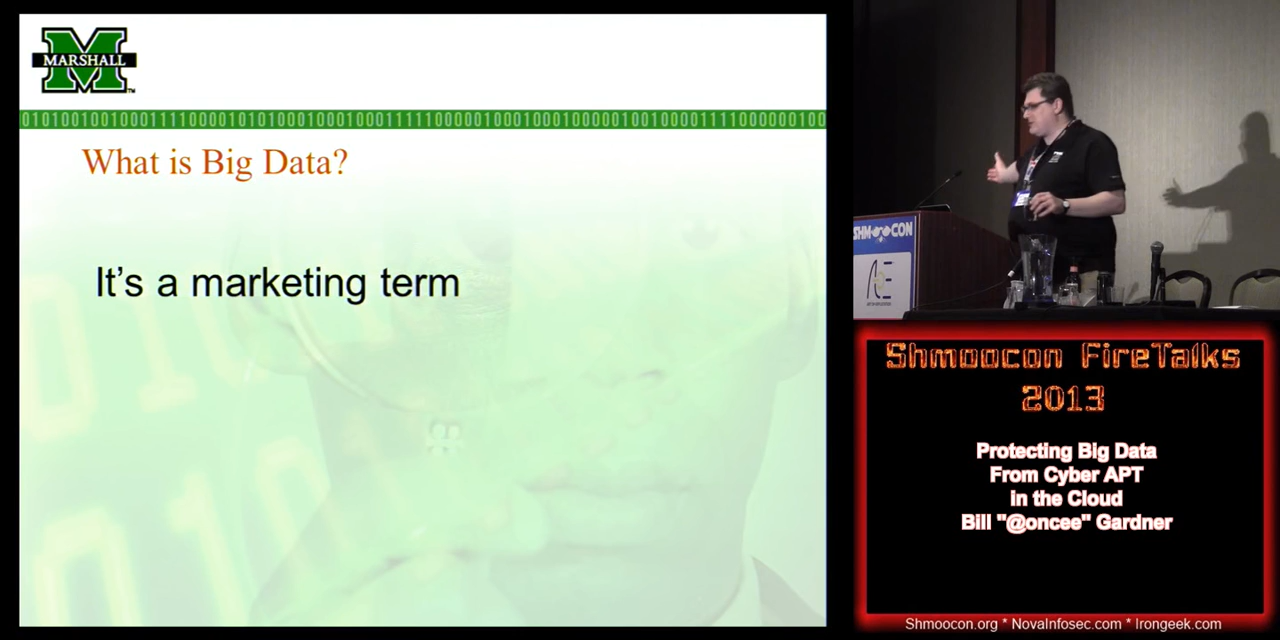 MARSHALL
TM
What is Big Data?
It's a marketing term
SHMOOCON
Shmoocon FireTalks
2013
Protecting Big Data
From Cyber APT
in the Cloud
Bill "@oncee" Gardner
Shmoocon.org * NovaInfosec.com * Irongeek.com